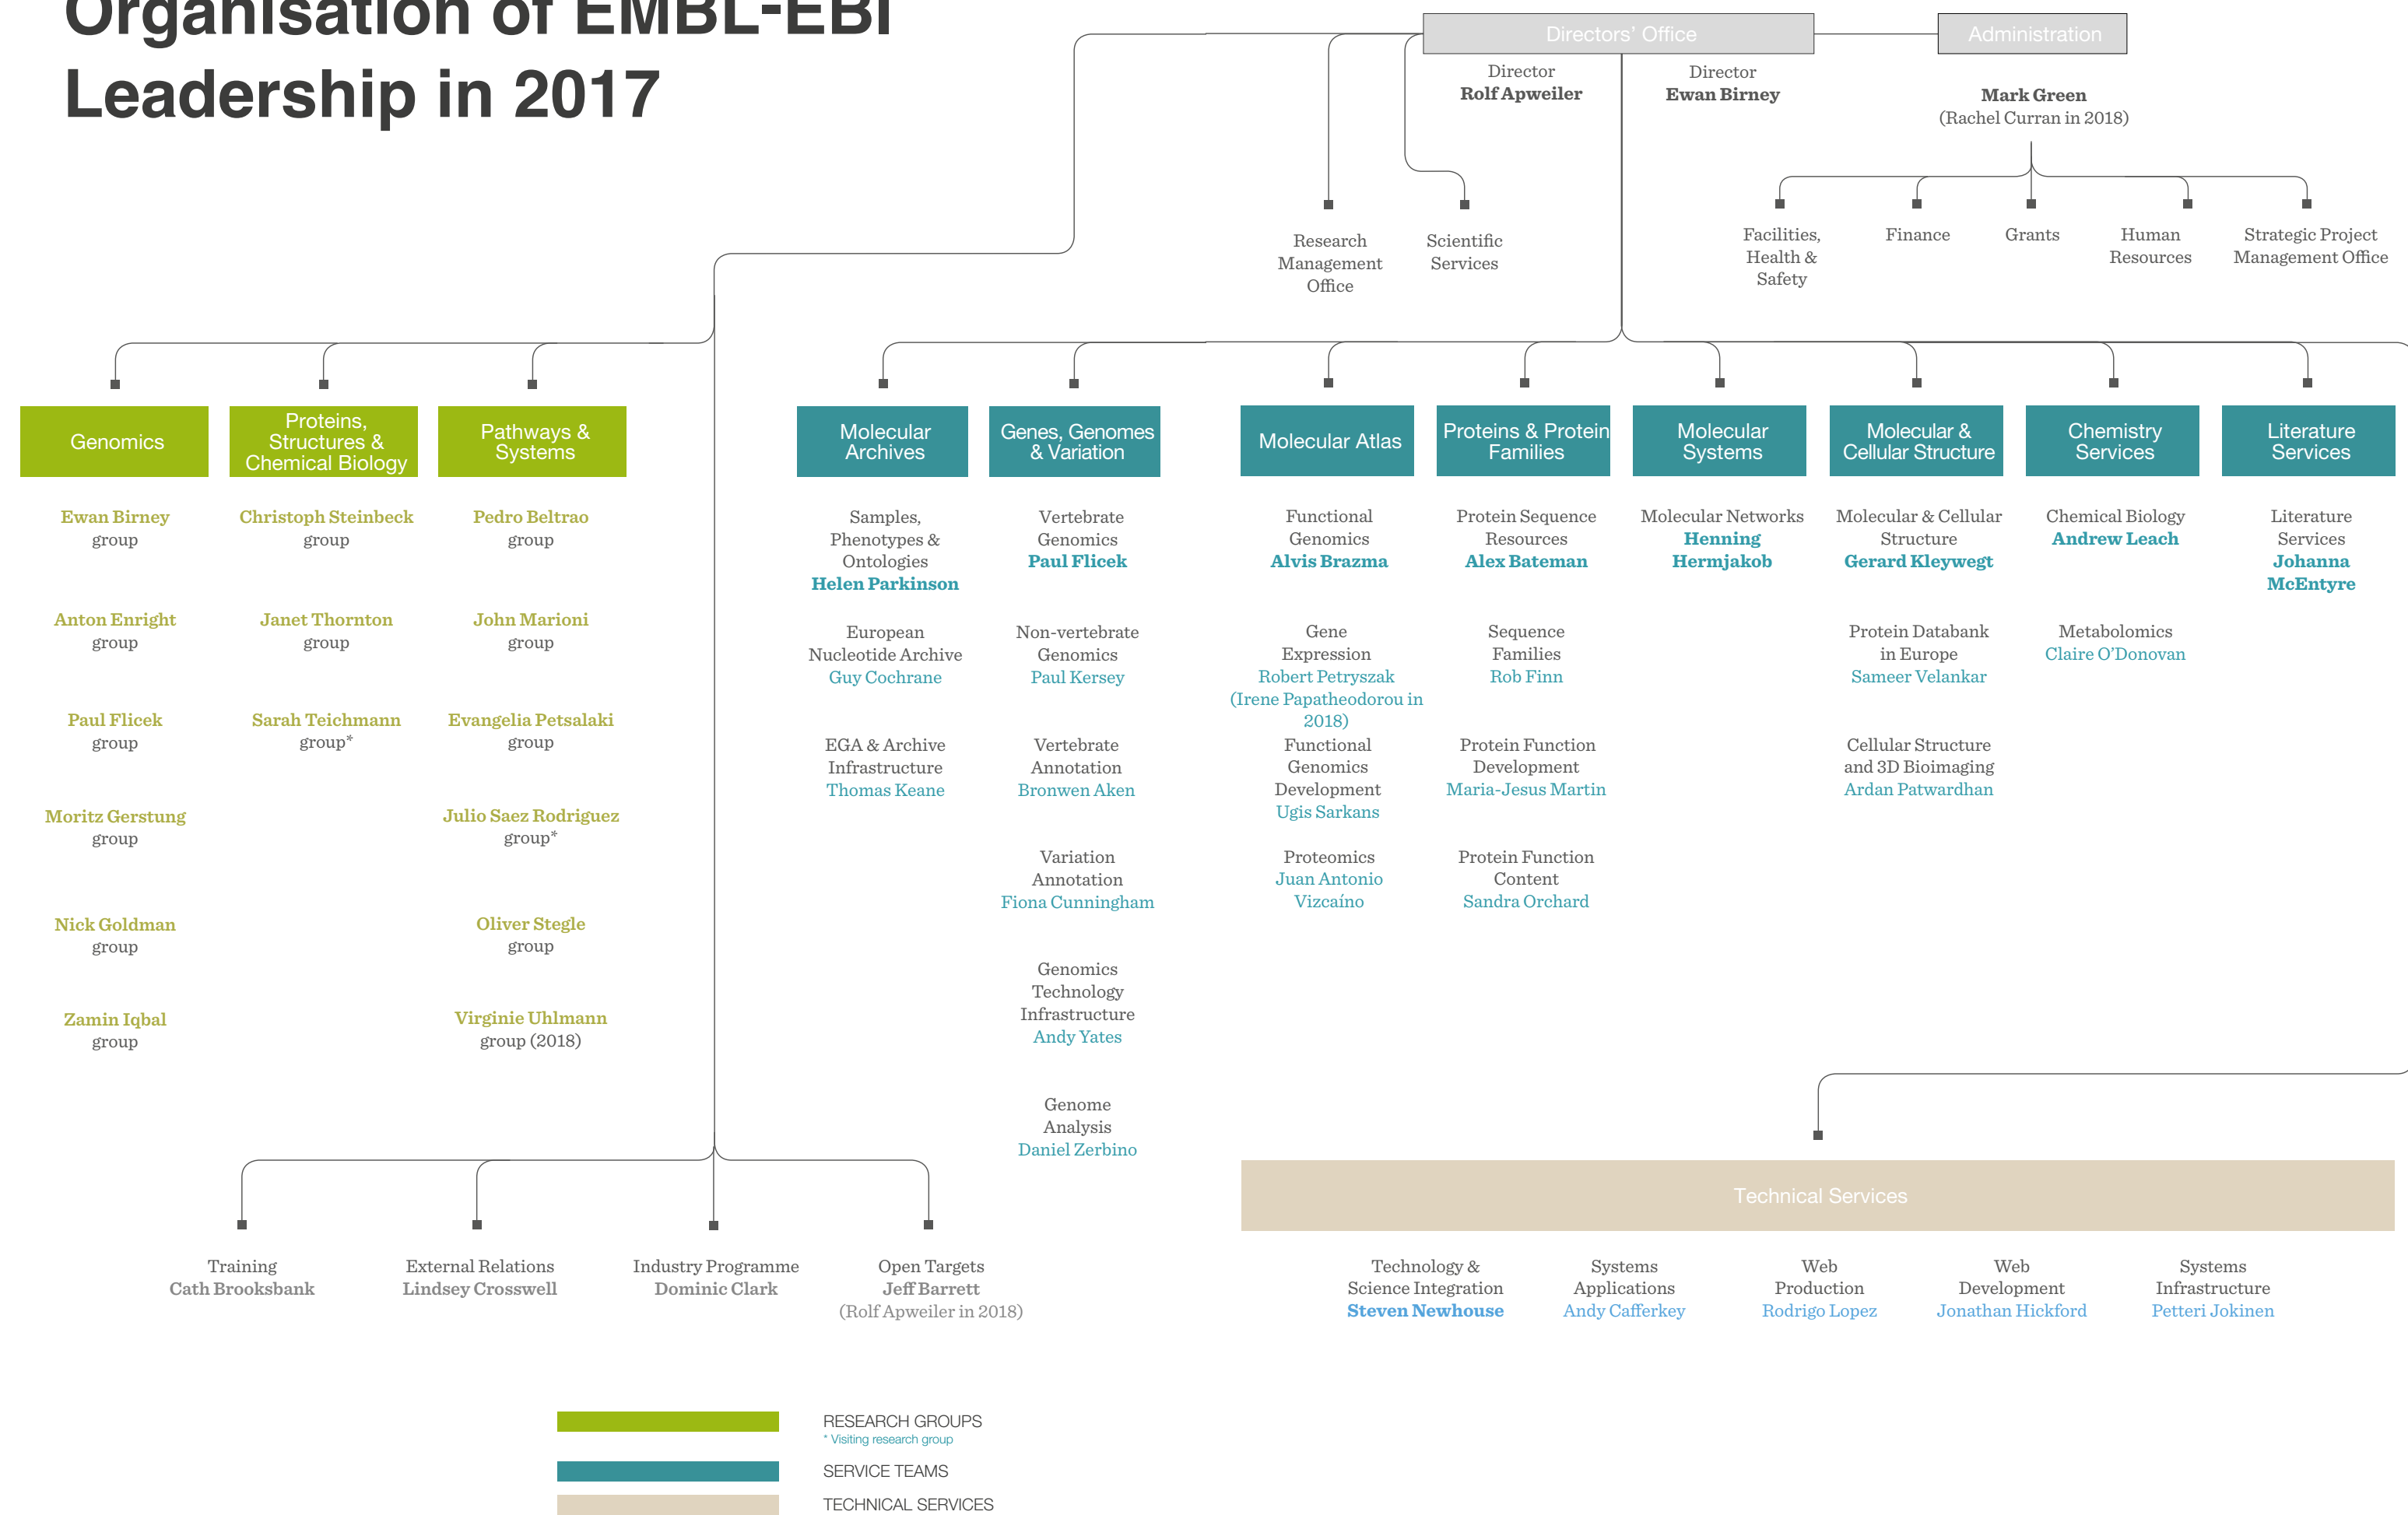 Organisation of EMBL-EBI
Leadership in 2017
Directors' Office
Administration
Director
Rolf Apweiler
Director
Ewan Birney
Mark Green
(Rachel Curran in 2018)
Research
Management
Office
Scientific
Services
Facilities,
Health &
Safety
Finance
Grants
Human
Resources
Strategic Project
Management Office
Genomics
Ewan Birney
group
Anton Enright
group
Paul Flicek
group
Moritz Gerstung
group
Nick Goldman
group
Zamin Iqbal
group
Proteins,
Structures &
Chemical Biology
Christoph Steinbeck
group
Janet Thornton
group
Sarah Teichmann
group*
Pathways &
Systems
Pedro Beltrao
group
John Marioni
group
Evangelia Petsalaki
group
Julio Saez Rodriguez
group*
Oliver Stegle
group
Virginie Uhlmann
group (2018)
Molecular
Archives
Samples,
Phenotypes &
Ontologies
Helen Parkinson
European
Nucleotide Archive
Guy Cochrane
EGA & Archive
Infrastructure
Thomas Keane
Genes, Genomes
& Variation
Vertebrate
Genomics
Paul Flicek
Non-vertebrate
Genomics
Paul Kersey
Vertebrate
Annotation
Bronwen Aken
Variation
Annotation
Fiona Cunningham
Genomics
Technology
Infrastructure
Andy Yates
Genome
Analysis
Daniel Zerbino
Molecular Atlas
Functional
Genomics
Alvis Brazma
Gene
Expression
Robert Petryszak
(Irene Papatheodorou in
2018)
Functional
Genomics
Development
Ugis Sarkans
Proteomics
Juan Antonio
Vizcaíno
Proteins & Protein
Families
Protein Sequence
Resources
Alex Bateman
Sequence
Families
Rob Finn
Protein Function
Development
Maria-Jesus Martin
Protein Function
Content
Sandra Orchard
Molecular
Systems
Molecular Networks
Henning
Hermjakob
Molecular &
Cellular Structure
Molecular & Cellular
Structure
Gerard Kleywegt
Protein Databank
in Europe
Sameer Velankar
Cellular Structure
and 3D Bioimaging
Ardan Patwardhan
Chemistry
Services
Chemical Biology
Andrew Leach
Metabolomics
Claire O'Donovan
Literature
Services
Literature
Services
Johanna
McEntyre
Training
Cath Brooksbank
External Relations
Lindsey Crosswell
Industry Programme
Dominic Clark
Open Targets
Jeff Barrett
(Rolf Apweiler in 2018)
Technical Services
Technology &
Science Integration
Steven Newhouse
Systems
Applications
Andy Cafferkey
Web
Production
Rodrigo Lopez
Web
Development
Jonathan Hickford
Systems
Infrastructure
Petteri Jokinen
RESEARCH GROUPS
* Visiting research group
SERVICE TEAMS
TECHNICAL SERVICES